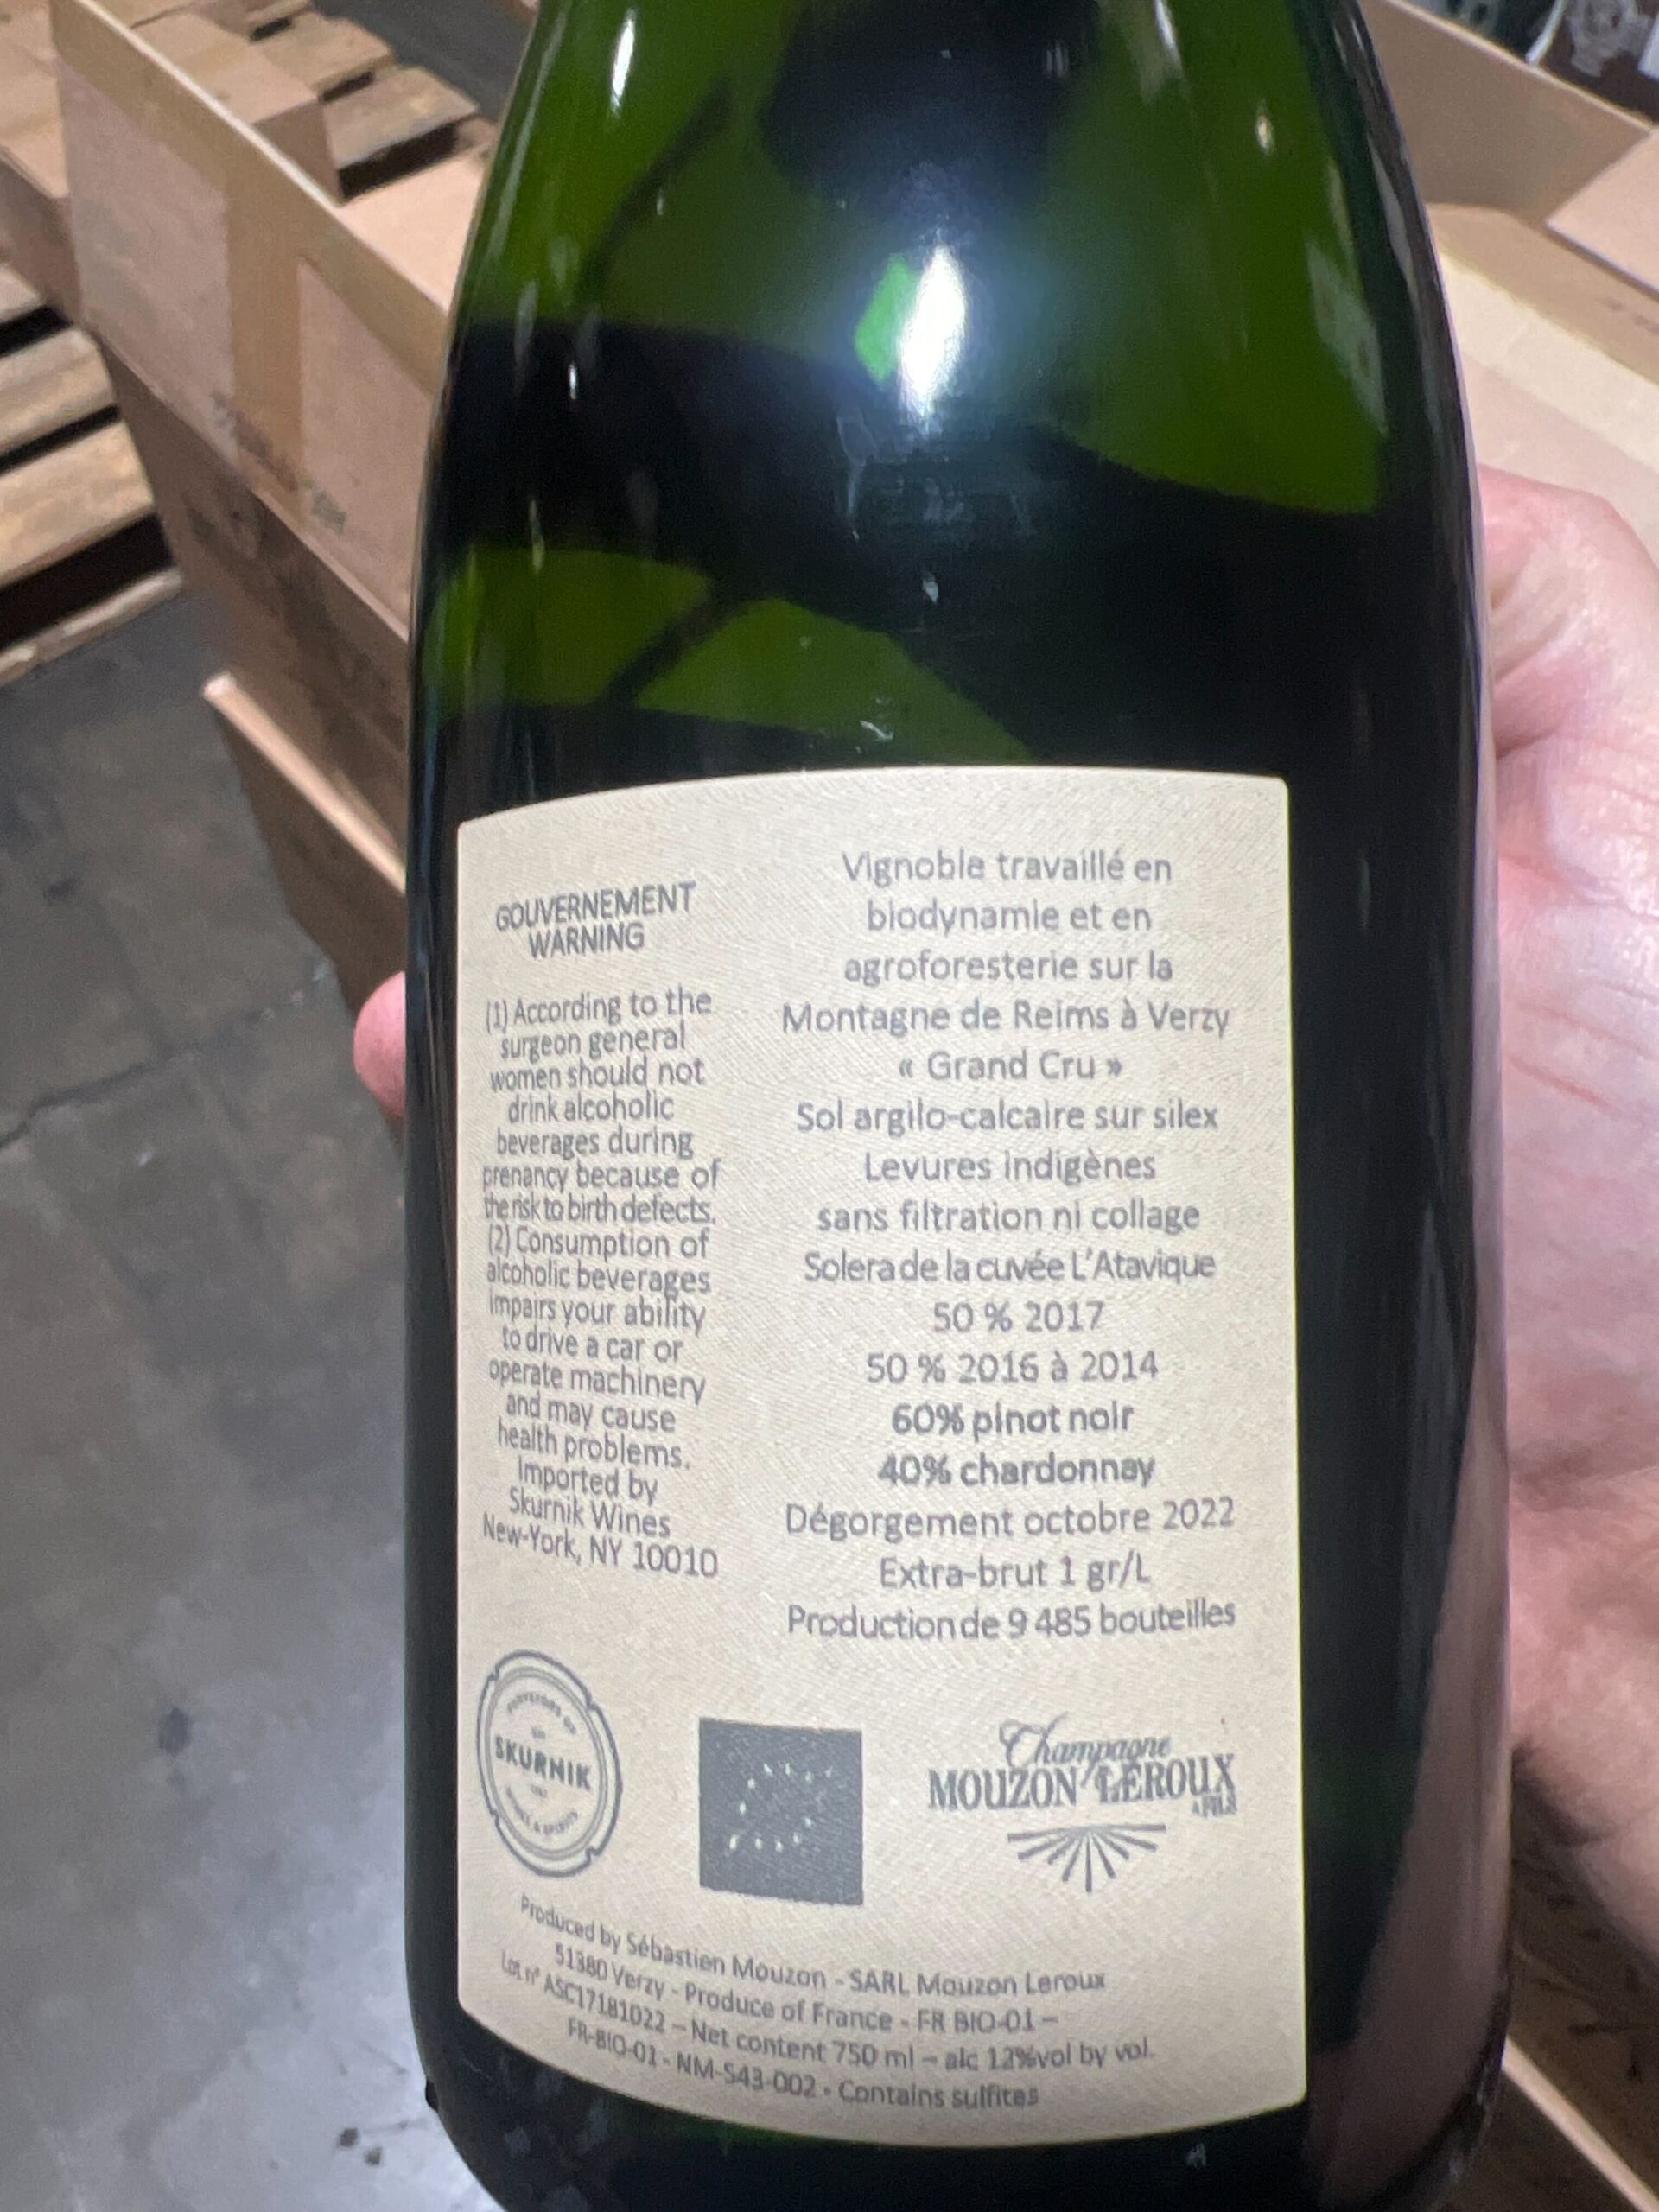 GOUVERNEMENT
WARNING
(1) According to the
surgeon general
women should not
drink alcoholic
beverages during
prenancy because of
the risk to birth defects.
(2) Consumption of
alcoholic beverages
impairs your ability
to drive a car or
operate machinery
and may cause
health problems.
Imported by
Skurnik Wines
New-York, NY 10010
Vignoble travaillé en
biodynamie et en
agroforesterie sur la
Montagne de Reims à Verzy
« Grand Cru »
Sol argilo-calcaire sur silex
Levures indigènes
sans filtration ni collage
Solera de la cuvée L'Atavique
50 % 2017
50 % 2016 à 2014
60% pinot noir
40% chardonnay
Dégorgement octobre 2022
Extra-brut 1 gr/L
Production de 9 485 bouteilles
SKURNIK
Champagne
MOUZON LEROUX
& FILS
Produced by Sébastien Mouzon - SARL Mouzon Leroux
51380 Verzy - Produce of France - FR BIO-01 –
Lot n° ASC17181022 – Net content 750 ml – alc 12%vol by vol.
FR-BIO-01 - NM-543-002 - Contains sulfites